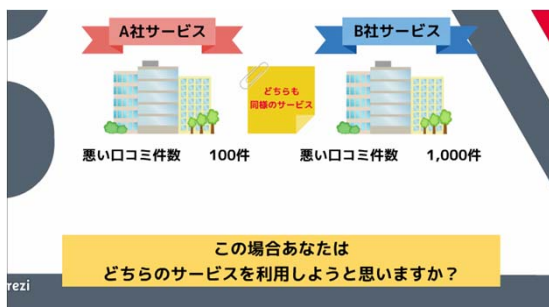 A社サービス
B社サービス
どちらも
同様のサービス
悪い口コミ件数 100件
悪い口コミ件数 1,000件
この場合あなたは
どちらのサービスを利用しようと思いますか？
rezi